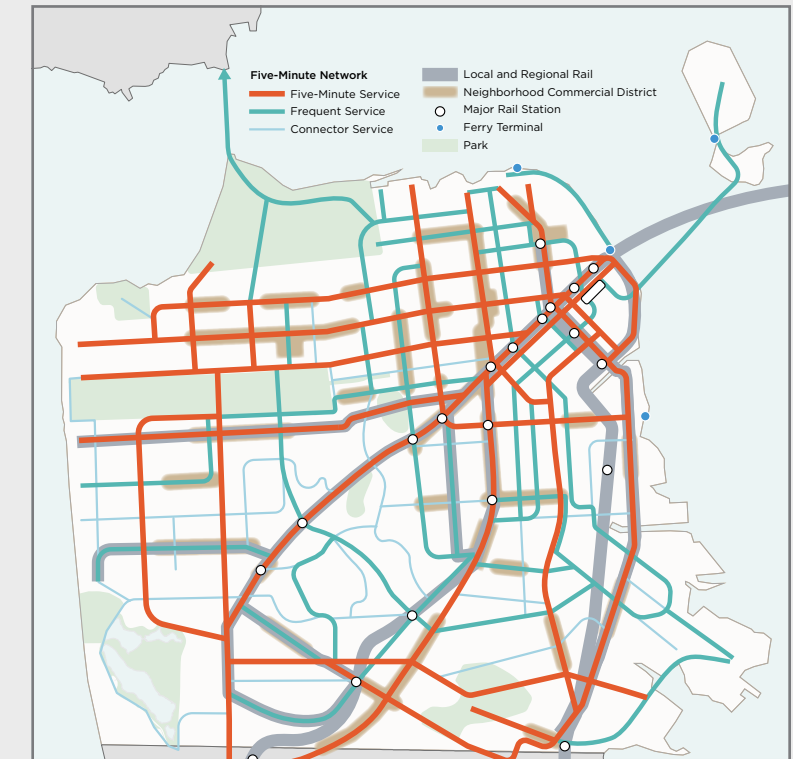 Five-Minute Network
Five-Minute Service
Frequent Service
Connector Service
Local and Regional Rail
Neighborhood Commercial District
Major Rail Station
Ferry Terminal
Park